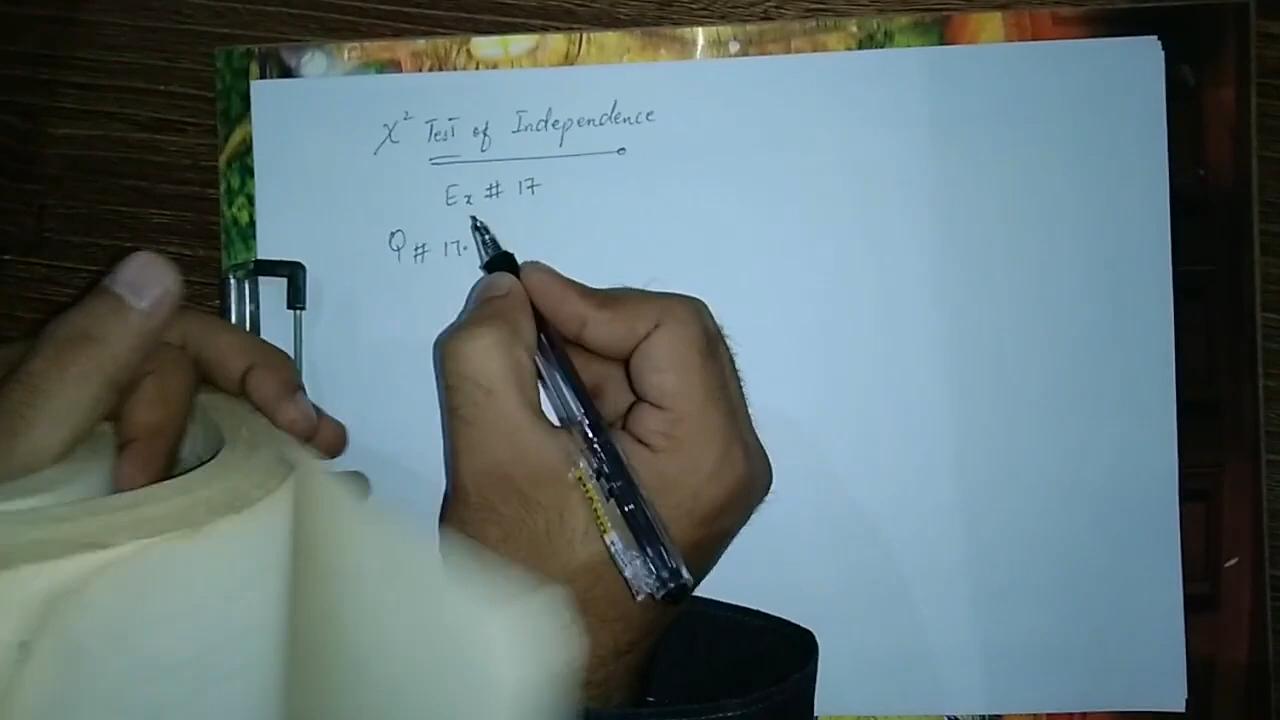 χ² Test of Independence
Ex # 17
Q # 17.